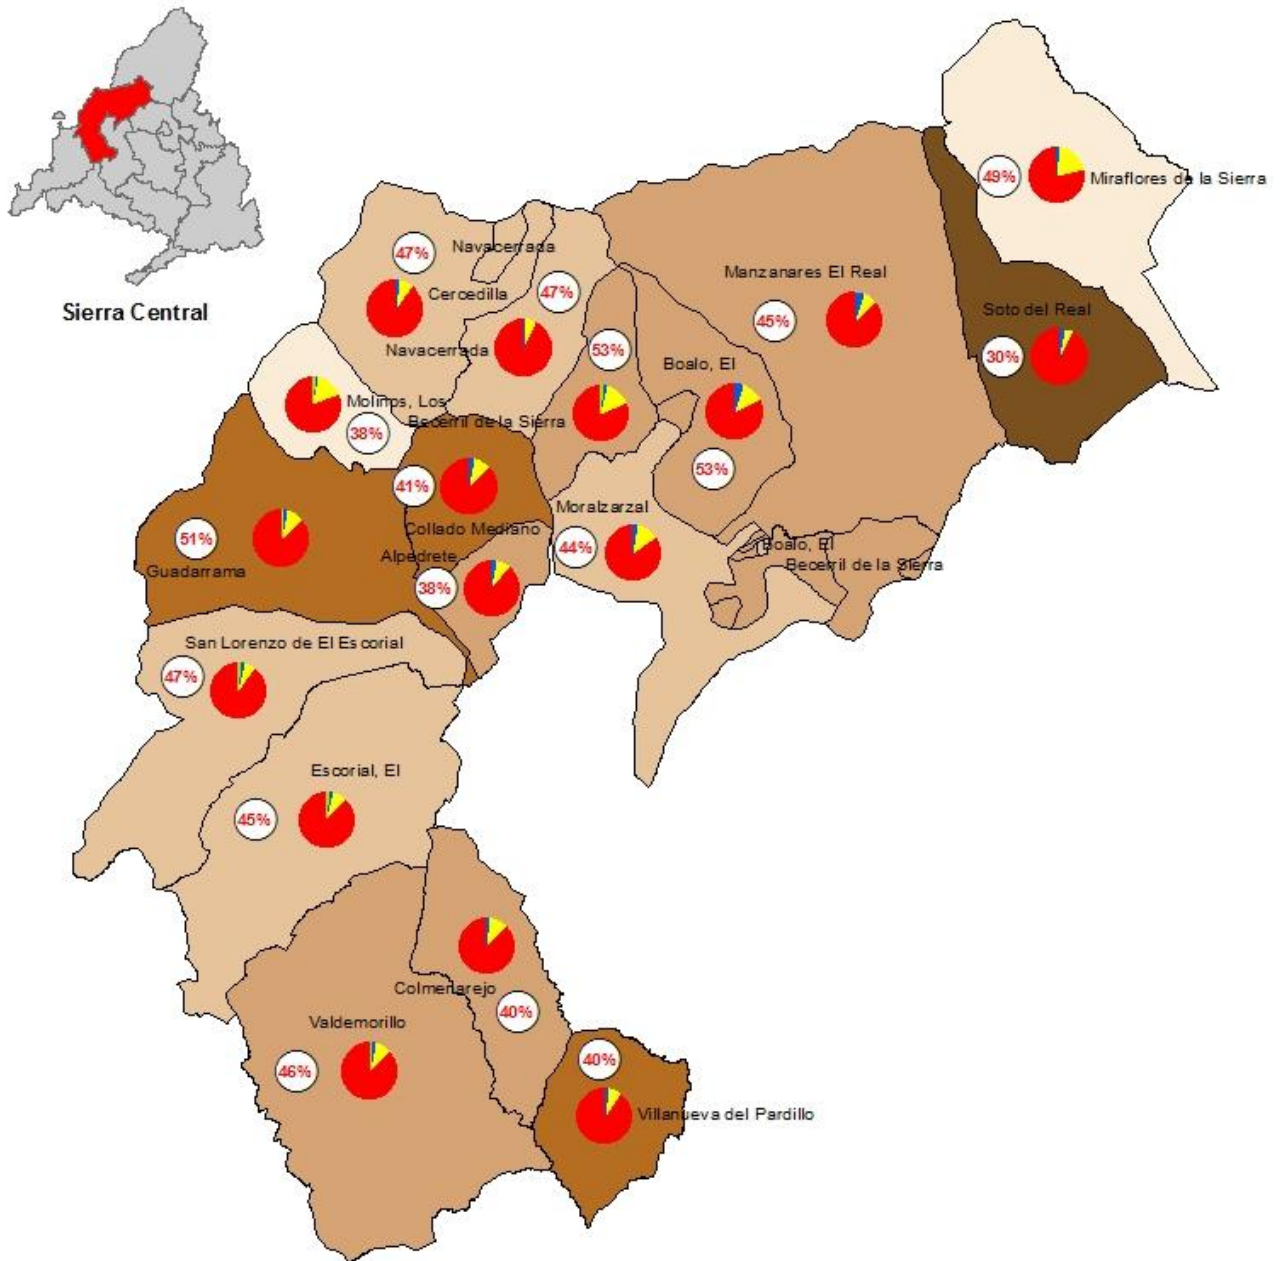 Sierra Central
49%
Miraflores de la Sierra
47%
Navacerrada
Cercedilla
47%
Manzanares El Real
45%
Soto del Real
30%
Navacerrada
53%
Boalo, El
53%
Molinos, Los
38%
Becerril de la Sierra
41%
Collado Mediano
Moralzarzal
44%
51%
Guadarrama
Alpedrete
38%
Boalo, El
Becerril de la Sierra
San Lorenzo de El Escorial
47%
Escorial, El
45%
Colmenarejo
40%
Valdemorillo
46%
40%
Villanueva del Pardillo